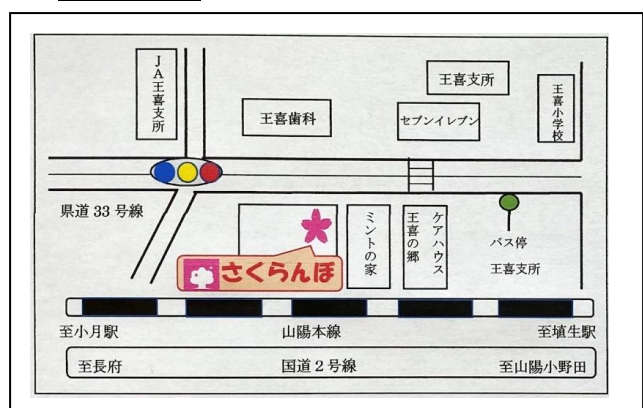 JA王喜支所
王喜歯科
王喜支所
セブンイレブン
王喜小学校
県道33号線
さくらんぼ
ミントの家
ケアハウス
王喜の郷
バス停
王喜支所
至小月駅
山陽本線
至埴生駅
至長府
国道2号線
至山陽小野田